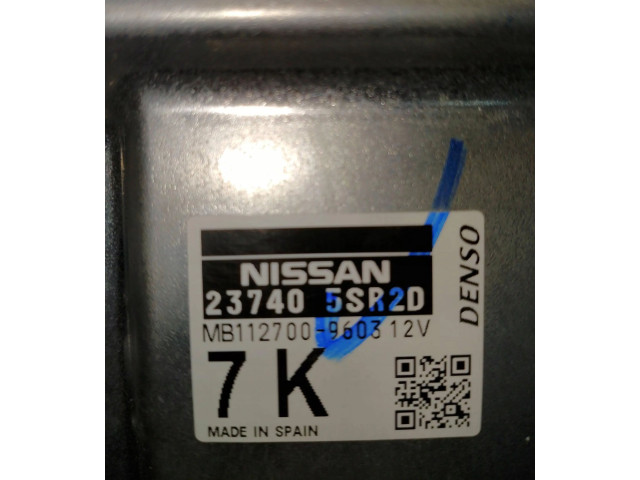 NISSAN
23740 5SR2D
MB112700-9603 12V
7K
MADE IN SPAIN
DENSO